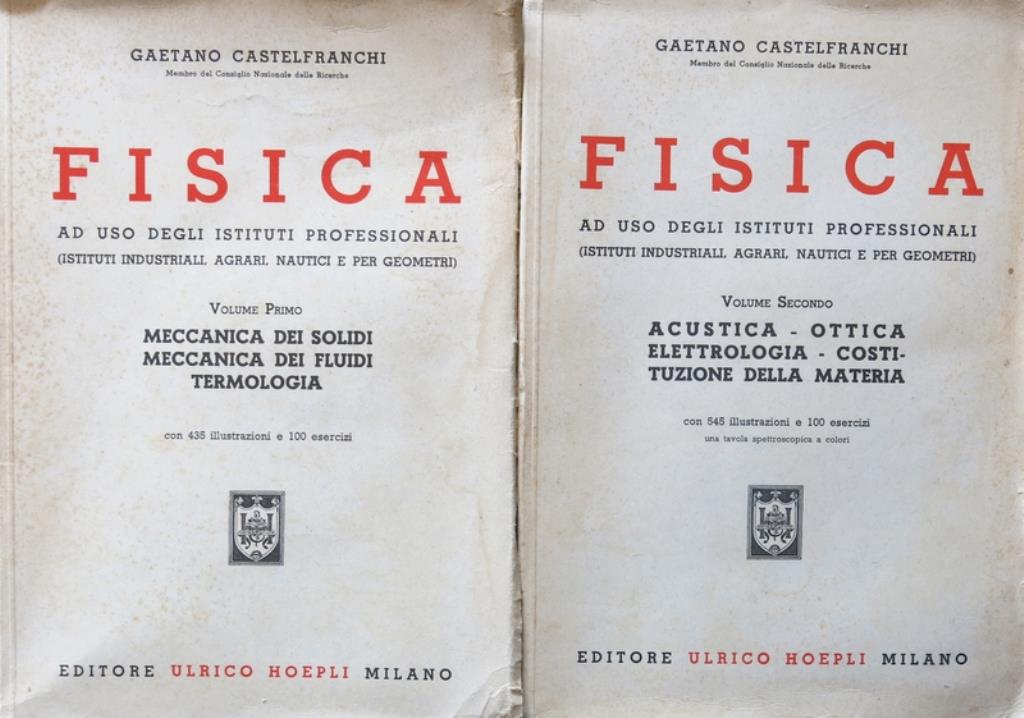 GAETANO CASTELFRANCHI
Membro del Consiglio Nazionale delle Ricerche
FISICA
AD USO DEGLI ISTITUTI PROFESSIONALI
(ISTITUTI INDUSTRIALI, AGRARI, NAUTICI E PER GEOMETRI)
VOLUME PRIMO
MECCANICA DEI SOLIDI
MECCANICA DEI FLUIDI
TERMOLOGIA
con 435 illustrazioni e 100 esercizi
EDITORE ULRICO HOEPLI MILANO
GAETANO CASTELFRANCHI
Membro del Consiglio Nazionale delle Ricerche
FISICA
AD USO DEGLI ISTITUTI PROFESSIONALI
(ISTITUTI INDUSTRIALI, AGRARI, NAUTICI E PER GEOMETRI)
VOLUME SECONDO
ACUSTICA - OTTICA
ELETTROLOGIA - COSTI-
TUZIONE DELLA MATERIA
con 545 illustrazioni e 100 esercizi
una tavola spettroscopica a colori
EDITORE ULRICO HOEPLI MILANO